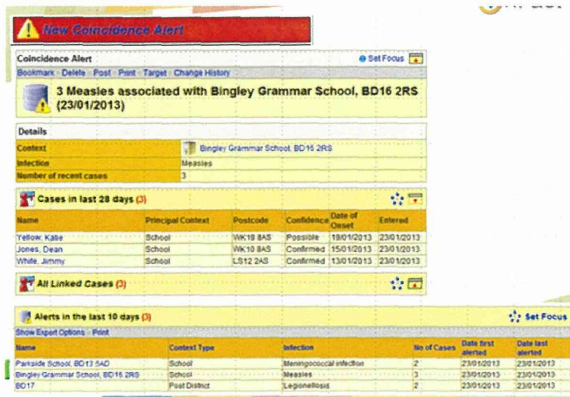 New Coincidence Alert
Coincidence Alert
Set Focus
Bookmark - Delete - Post - Print - Target - Change History
3 Measles associated with Bingley Grammar School, BD16 2RS
(23/01/2013)
Details
Context Bingley Grammar School, BD16 2RS
Infection Measles
Number of recent cases 3
Cases in last 28 days (3)
Name Principal Context Postcode Confidence Date of Onset Entered
Yellow, Katie School WK18 8AS Possible 19/01/2013 23/01/2013
Jones, Dean School WK10 8AS Confirmed 15/01/2013 23/01/2013
White, Jimmy School LS12 2AS Confirmed 13/01/2013 23/01/2013
All Linked Cases (3)
Alerts in the last 10 days (3) Set Focus
Show Expert Options - Print
Name Context Type Infection No of Cases Date first alerted Date last alerted
Parkside School, BD13 5AD School Meningococcal infection 2 23/01/2013 23/01/2013
Bingley Grammar School, BD16 2RS School Measles 3 23/01/2013 23/01/2013
BD17 Post District Legionellosis 2 23/01/2013 23/01/2013